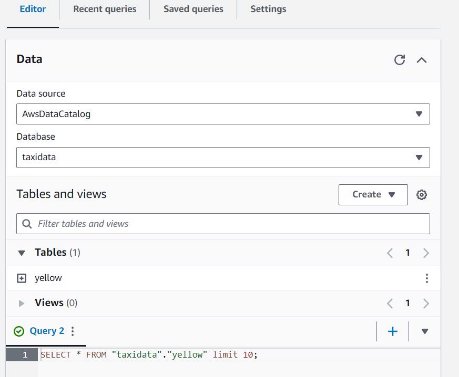 Editor Recent queries Saved queries Settings
Data
Data source
AwsDataCatalog
Database
taxidata
Tables and views Create
Filter tables and views
Tables (1) 1
yellow
Views (0) 1
Query 2
1 SELECT * FROM "taxidata"."yellow" limit 10;